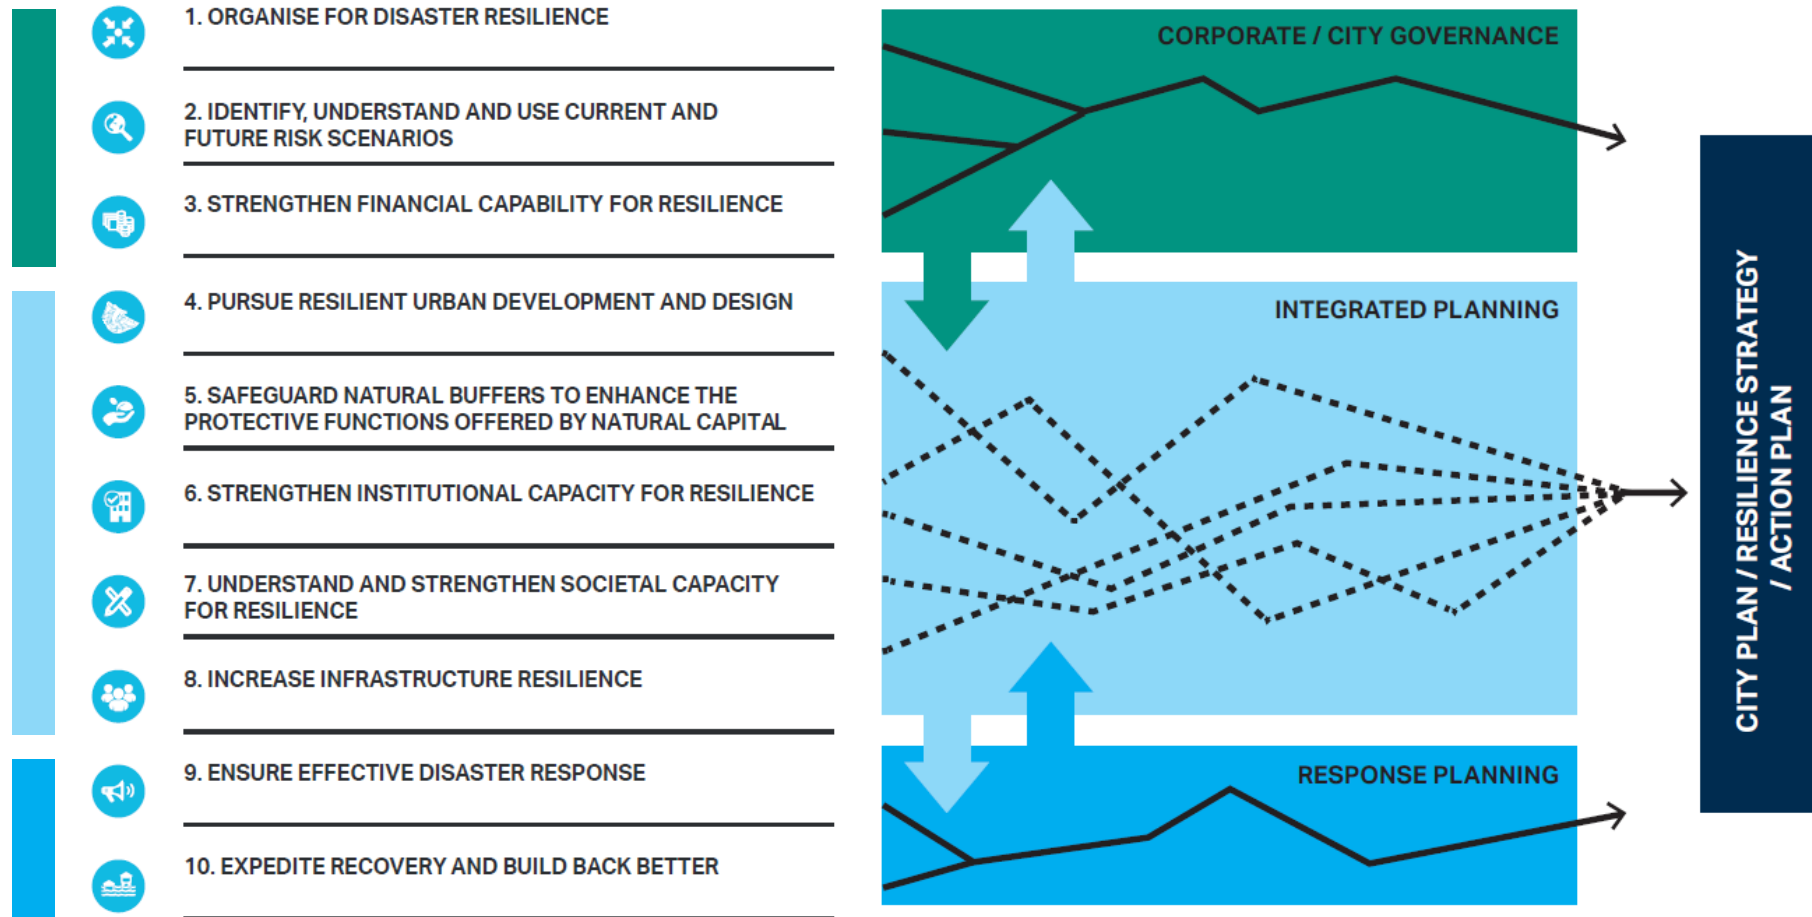 1. ORGANISE FOR DISASTER RESILIENCE
2. IDENTIFY, UNDERSTAND AND USE CURRENT AND
FUTURE RISK SCENARIOS
3. STRENGTHEN FINANCIAL CAPABILITY FOR RESILIENCE
4. PURSUE RESILIENT URBAN DEVELOPMENT AND DESIGN
5. SAFEGUARD NATURAL BUFFERS TO ENHANCE THE
PROTECTIVE FUNCTIONS OFFERED BY NATURAL CAPITAL
6. STRENGTHEN INSTITUTIONAL CAPACITY FOR RESILIENCE
7. UNDERSTAND AND STRENGTHEN SOCIETAL CAPACITY
FOR RESILIENCE
8. INCREASE INFRASTRUCTURE RESILIENCE
9. ENSURE EFFECTIVE DISASTER RESPONSE
10. EXPEDITE RECOVERY AND BUILD BACK BETTER
CORPORATE / CITY GOVERNANCE
INTEGRATED PLANNING
RESPONSE PLANNING
CITY PLAN / RESILIENCE STRATEGY
/ ACTION PLAN